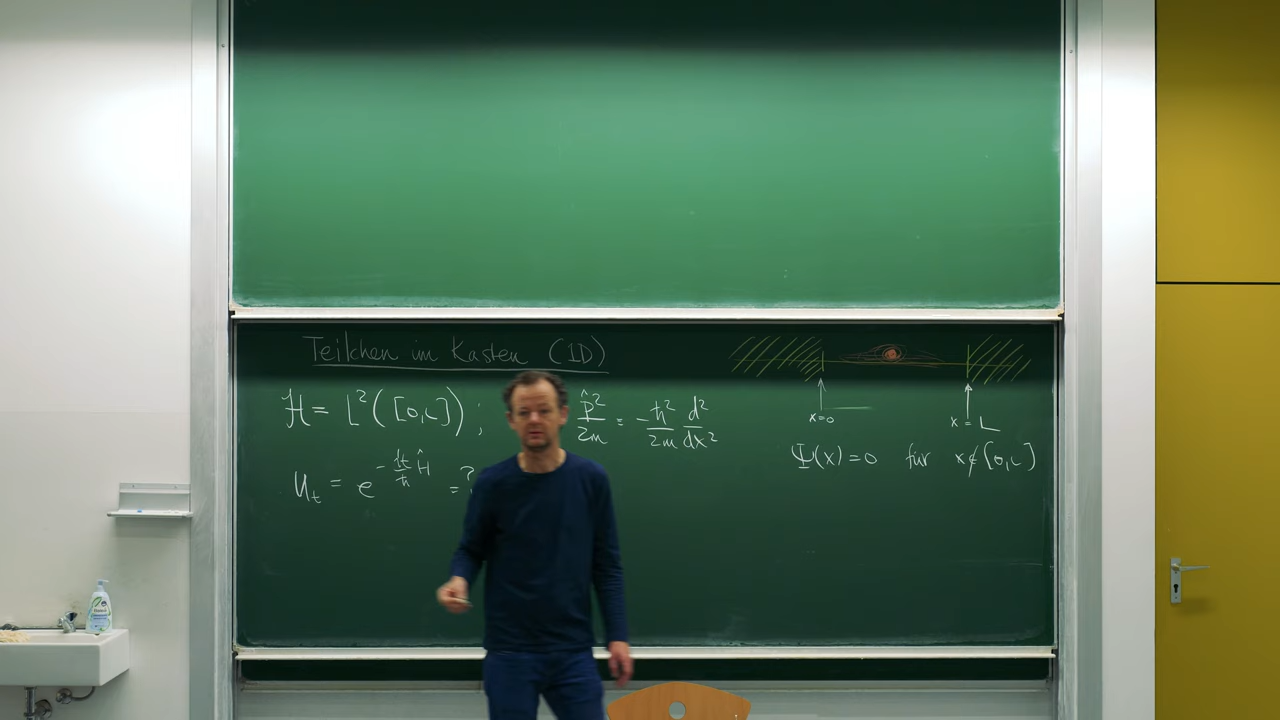 Teilchen im Kasten (1D)
ℋ = L²([0,L]) ; p̂²/2m = -ħ²/2m d²/dx²
U_t = e^{-it/ħ Ĥ} = ?
x=0
x = L
Ψ(x)=0 für x∉[0,L]